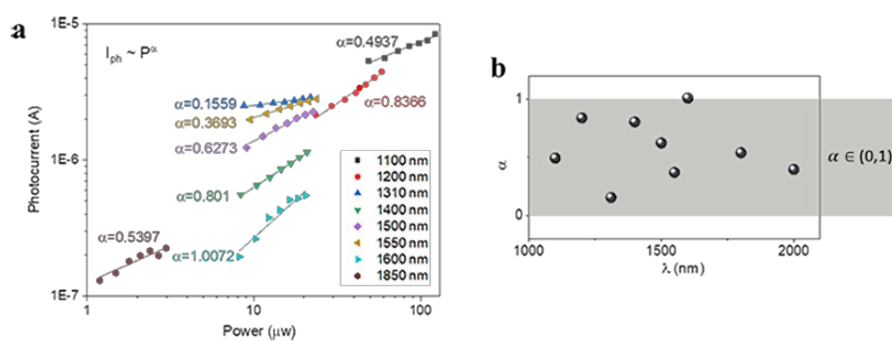 a
Photocurrent (A)
1E-5
1E-6
1E-7
Iph ~ Pα
α=0.4937
α=0.1559
α=0.8366
α=0.3693
α=0.6273
α=0.801
α=0.5397
α=1.0072
1100 nm
1200 nm
1310 nm
1400 nm
1500 nm
1550 nm
1600 nm
1850 nm
1
10
100
Power (μw)
b
α
1
0
α ∈ (0,1)
1000
1500
2000
λ (nm)